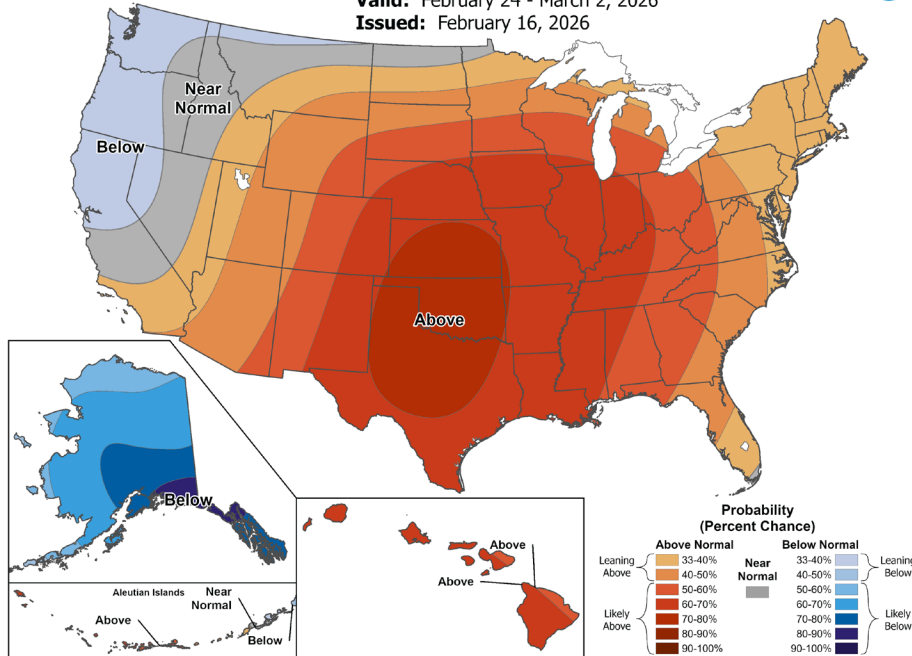 Valid: February 24 - March 2, 2026
Issued: February 16, 2026
Near
Normal
Below
Above
Below
Aleutian Islands
Near
Normal
Above
Below
Above
Above
Probability
(Percent Chance)
Above Normal
Below Normal
Leaning
Above
33-40%
40-50%
Likely
Above
50-60%
60-70%
70-80%
80-90%
90-100%
Near
Normal
33-40%
40-50%
Leaning
Below
50-60%
60-70%
70-80%
80-90%
90-100%
Likely
Below